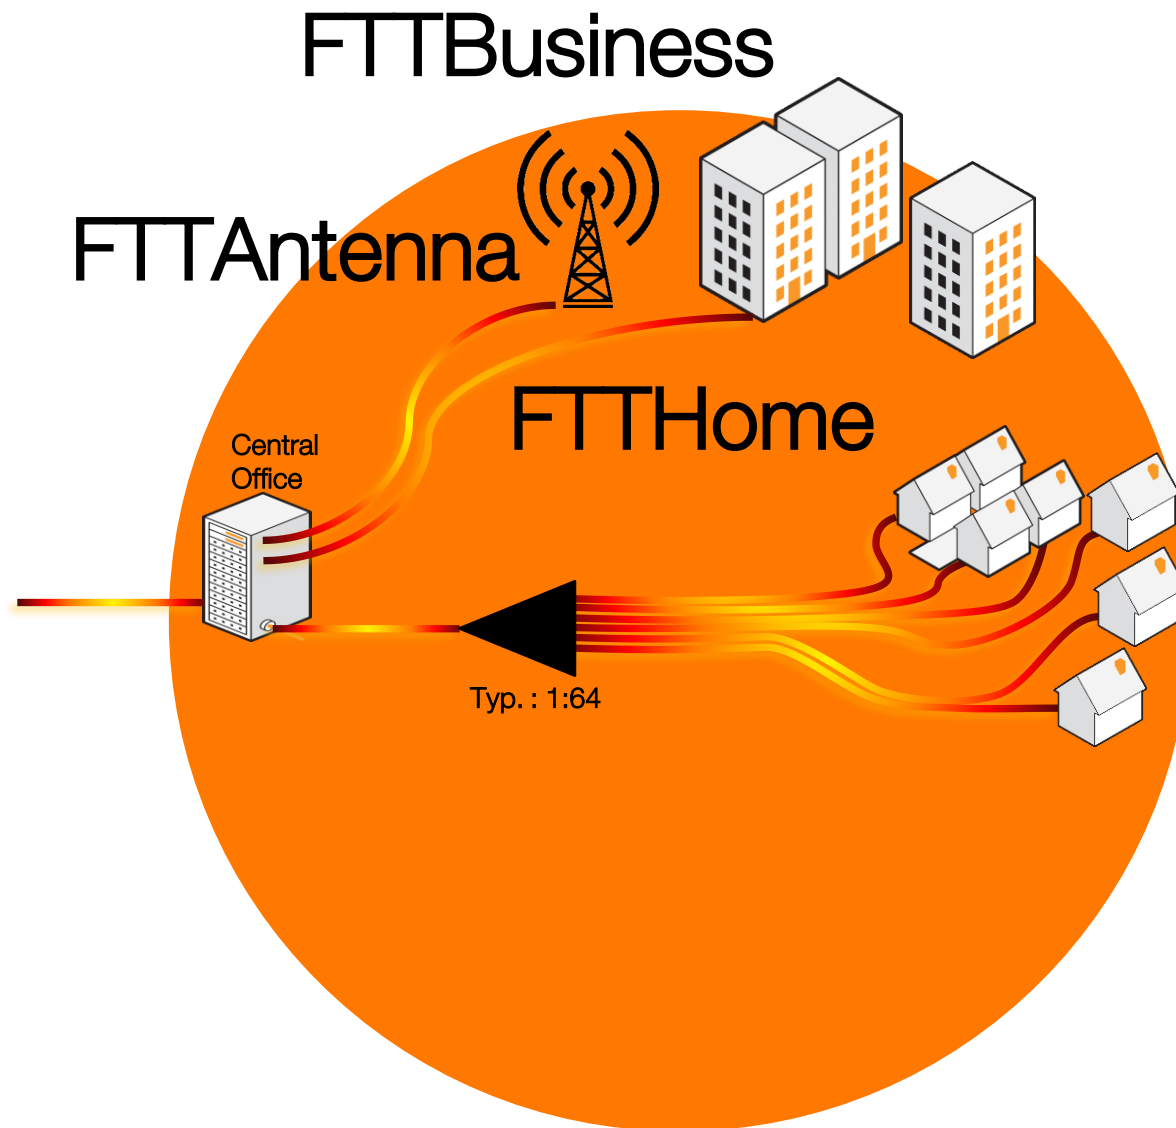 FTTBusiness
FTTAntenna
FTTHome
Central
Office
Typ. : 1:64